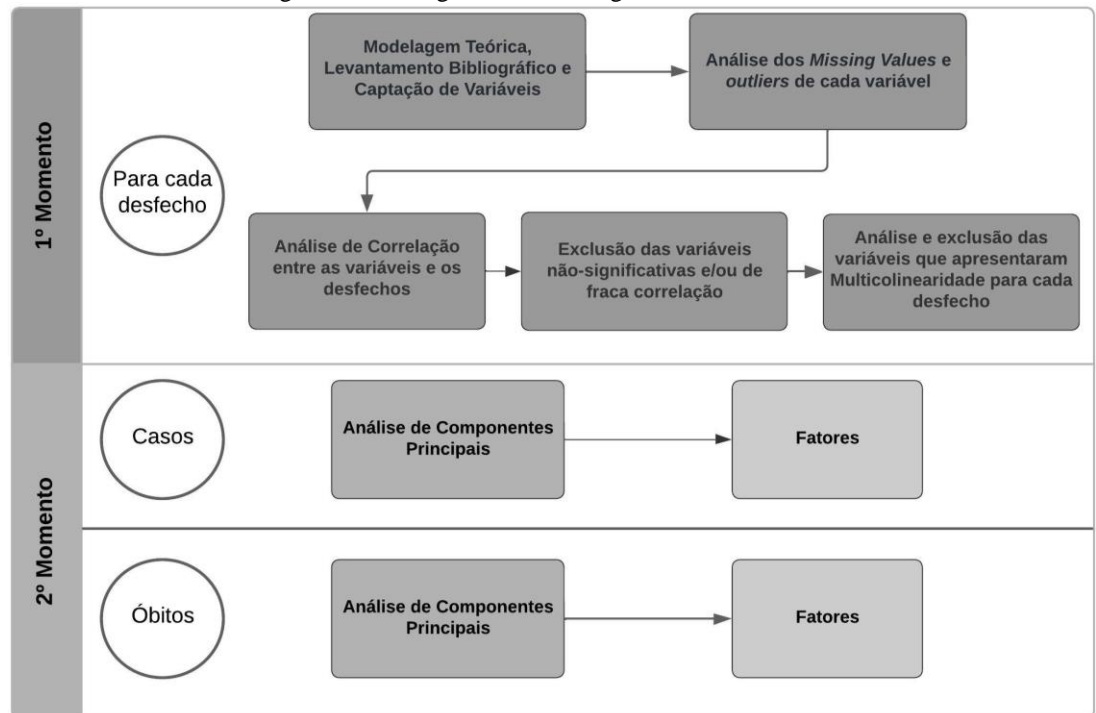 1º Momento
Para cada
desfecho
Modelagem Teórica,
Levantamento Bibliográfico e
Captação de Variáveis
Análise dos Missing Values e
outliers de cada variável
Análise de Correlação
entre as variáveis e os
desfechos
Exclusão das variáveis
não-significativas e/ou de
fraca correlação
Análise e exclusão das
variáveis que apresentaram
Multicolinearidade para cada
desfecho
2º Momento
Casos
Análise de Componentes
Principais
Fatores
Óbitos
Análise de Componentes
Principais
Fatores